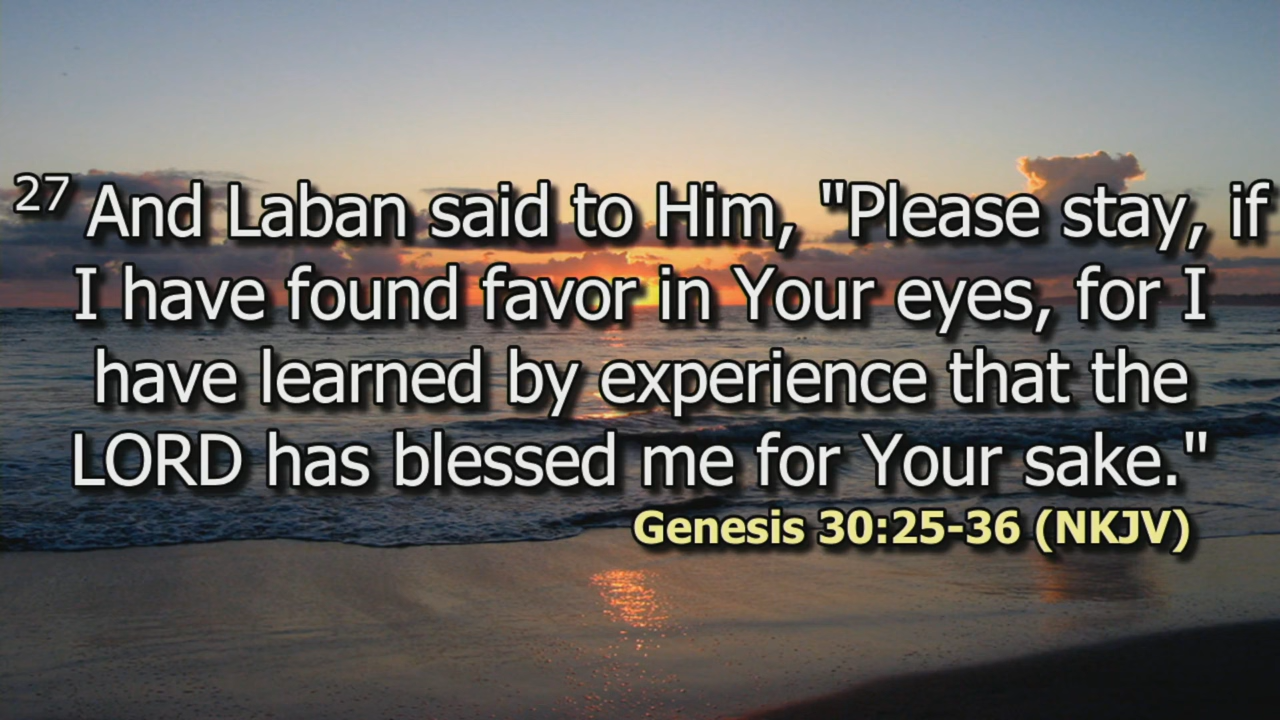 27 And Laban said to Him, "Please stay, if
I have found favor in Your eyes, for I
have learned by experience that the
LORD has blessed me for Your sake."
Genesis 30:25-36 (NKJV)